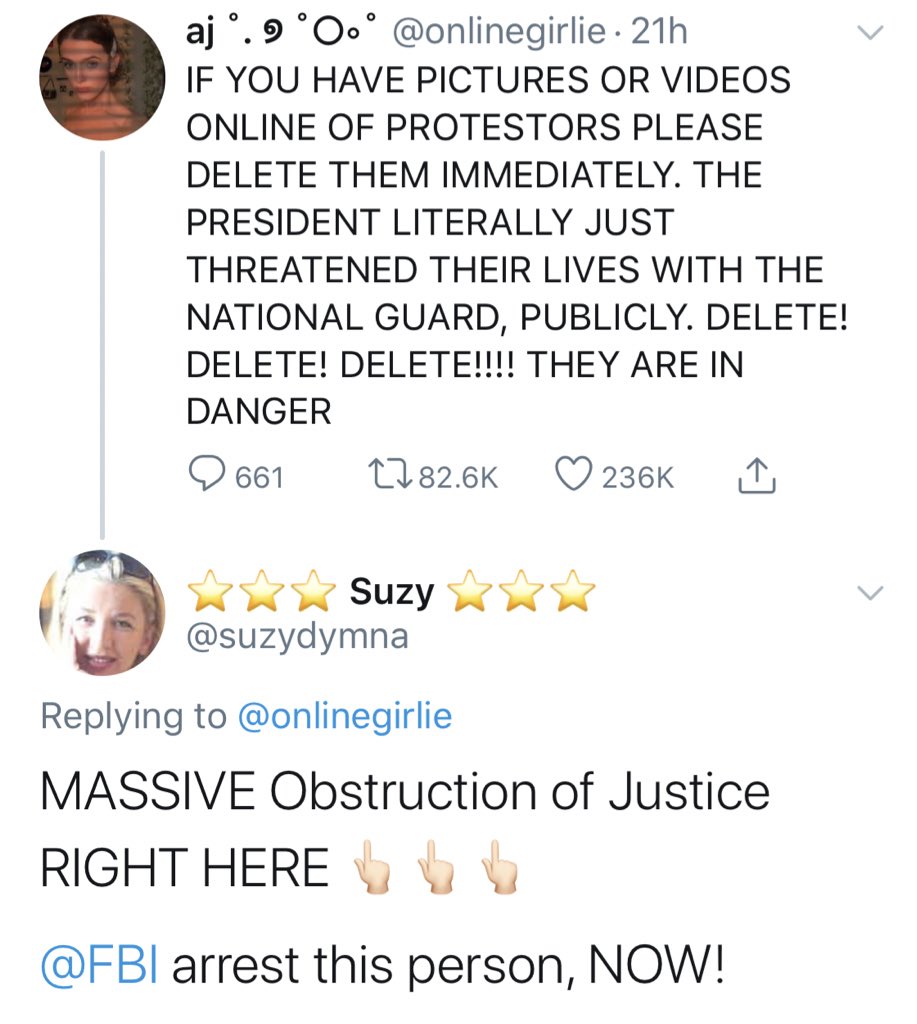 aj ˚. ୭ ˚○◦˚ @onlinegirlie · 21h
IF YOU HAVE PICTURES OR VIDEOS
ONLINE OF PROTESTORS PLEASE
DELETE THEM IMMEDIATELY. THE
PRESIDENT LITERALLY JUST
THREATENED THEIR LIVES WITH THE
NATIONAL GUARD, PUBLICLY. DELETE!
DELETE! DELETE!!!! THEY ARE IN
DANGER
661 82.6K 236K
⭐⭐⭐ Suzy ⭐⭐⭐
@suzydymna
Replying to @onlinegirlie
MASSIVE Obstruction of Justice
RIGHT HERE 👆🏻👆🏻👆🏻
@FBI arrest this person, NOW!